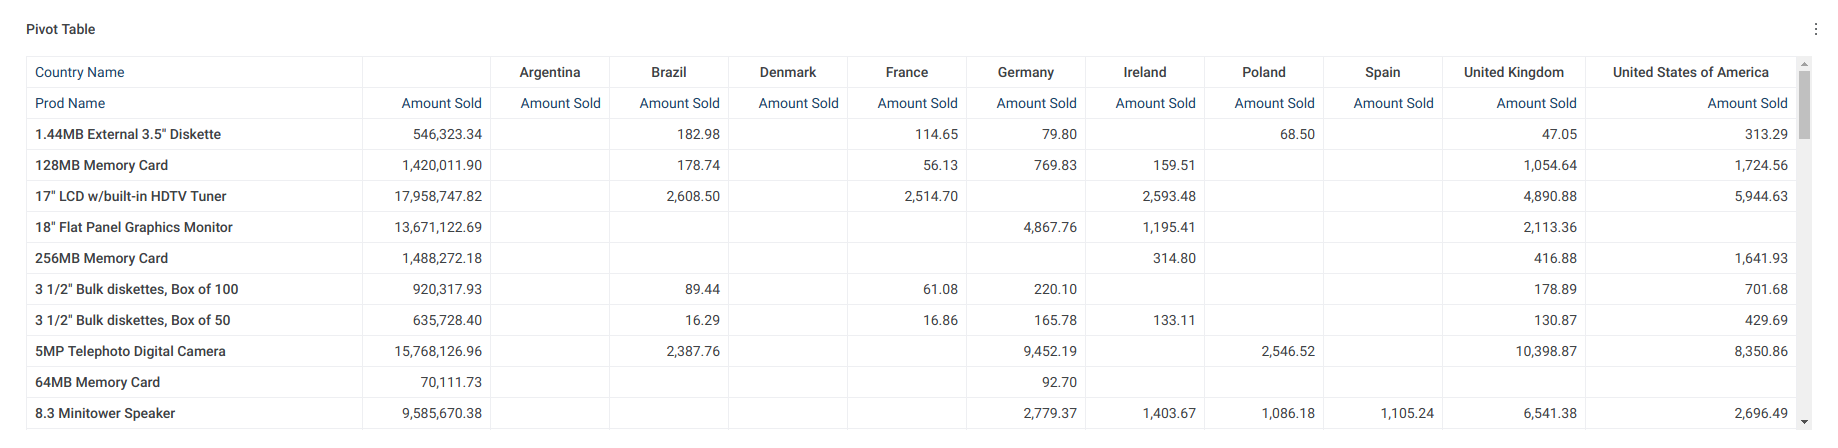 Pivot Table
Country Name Argentina Brazil Denmark France Germany Ireland Poland Spain United Kingdom United States of America
Prod Name Amount Sold Amount Sold Amount Sold Amount Sold Amount Sold Amount Sold Amount Sold Amount Sold Amount Sold Amount Sold Amount Sold
1.44MB External 3.5" Diskette 546,323.34 182.98 114.65 79.80 68.50 47.05 313.29
128MB Memory Card 1,420,011.90 178.74 56.13 769.83 159.51 1,054.64 1,724.56
17" LCD w/built-in HDTV Tuner 17,958,747.82 2,608.50 2,514.70 2,593.48 4,890.88 5,944.63
18" Flat Panel Graphics Monitor 13,671,122.69 4,867.76 1,195.41 2,113.36
256MB Memory Card 1,488,272.18 314.80 416.88 1,641.93
3 1/2" Bulk diskettes, Box of 100 920,317.93 89.44 61.08 220.10 178.89 701.68
3 1/2" Bulk diskettes, Box of 50 635,728.40 16.29 16.86 165.78 133.11 130.87 429.69
5MP Telephoto Digital Camera 15,768,126.96 2,387.76 9,452.19 2,546.52 10,398.87 8,350.86
64MB Memory Card 70,111.73 92.70
8.3 Minitower Speaker 9,585,670.38 2,779.37 1,403.67 1,086.18 1,105.24 6,541.38 2,696.49